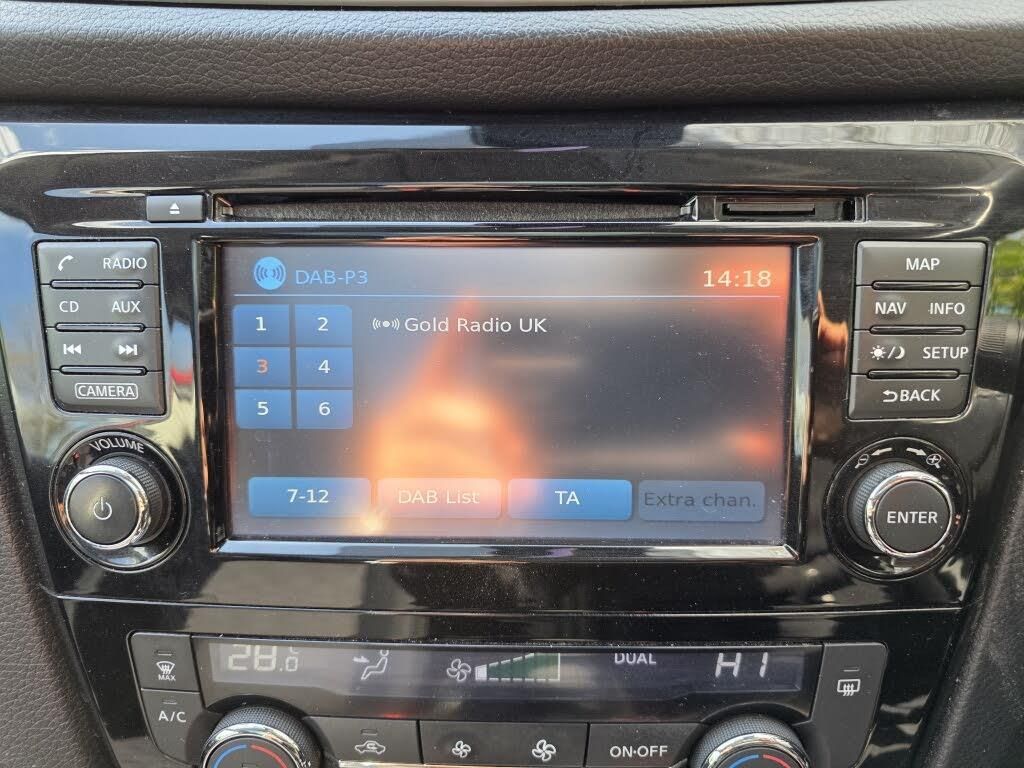 RADIO
CD AUX
CAMERA
VOLUME
DAB-P3 14:18
1 2 Gold Radio UK
3 4
5 6
7-12 DAB List TA Extra chan.
MAP
NAV INFO
SETUP
BACK
ENTER
28.0 DUAL HI
MAX
A/C
ON·OFF